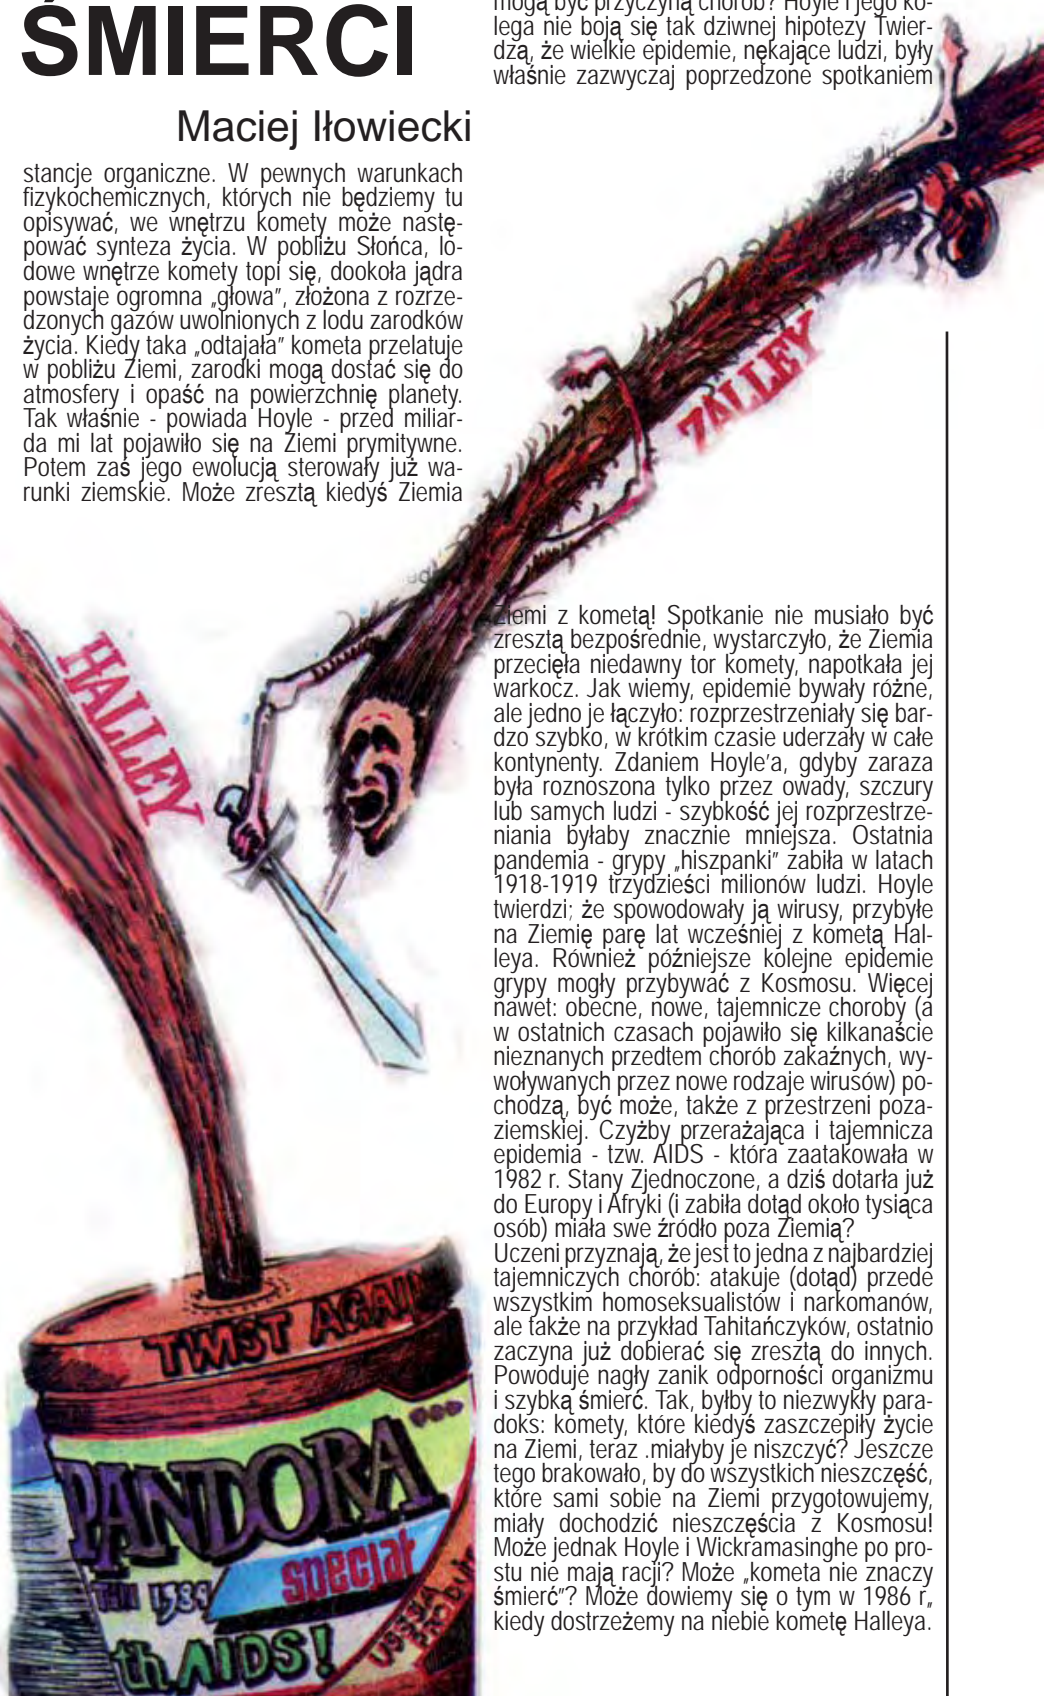 ŚMIERCI
Maciej Iłowiecki
stancje organiczne. W pewnych warunkach
fizykochemicznych, których nie będziemy tu
opisywać, we wnętrzu komety może nastę-
pować synteza życia. W pobliżu Słońca, lo-
dowe wnętrze komety topi się, dookoła jądra
powstaje ogromna „głowa”, złożona z rozrze-
dzonych gazów uwolnionych z lodu zarodków
życia. Kiedy taka „odtajała” kometa przelatuje
w pobliżu Ziemi, zarodki mogą dostać się do
atmosfery i opaść na powierzchnię planety.
Tak właśnie - powiada Hoyle - przed miliar-
da mi lat pojawiło się na Ziemi prymitywne.
Potem zaś jego ewolucją sterowały już wa-
runki ziemskie. Może zresztą kiedyś Ziemia
mogą być przyczyną chorób? Hoyle i jego ko-
lega nie boją się tak dziwnej hipotezy Twier-
dzą, że wielkie epidemie, nękające ludzi, były
właśnie zazwyczaj poprzedzone spotkaniem
Ziemi z kometą! Spotkanie nie musiało być
zresztą bezpośrednie, wystarczyło, że Ziemia
przecięła niedawny tor komety, napotkała jej
warkocz. Jak wiemy, epidemie bywały różne,
ale jedno je łączyło: rozprzestrzeniały się bar-
dzo szybko, w krótkim czasie uderzały w całe
kontynenty. Zdaniem Hoyle'a, gdyby zaraza
była roznoszona tylko przez owady, szczury
lub samych ludzi - szybkość jej rozprzestrze-
niania byłaby znacznie mniejsza. Ostatnia
pandemia - grypy „hiszpanki” zabiła w latach
1918-1919 trzydzieści milionów ludzi. Hoyle
twierdzi; że spowodowały ją wirusy, przybyłe
na Ziemię parę lat wcześniej z kometą Hal-
leya. Również późniejsze kolejne epidemie
grypy mogły przybywać z Kosmosu. Więcej
nawet: obecne, nowe, tajemnicze choroby (a
w ostatnich czasach pojawiło się kilkanaście
nieznanych przedtem chorób zakaźnych, wy-
woływanych przez nowe rodzaje wirusów) po-
chodzą, być może, także z przestrzeni poza-
ziemskiej. Czyżby przerażająca i tajemnicza
epidemia - tzw. AIDS - która zaatakowała w
1982 r. Stany Zjednoczone, a dziś dotarła już
do Europy i Afryki (i zabiła dotąd około tysiąca
osób) miała swe źródło poza Ziemią?
Uczeni przyznają, że jest to jedna z najbardziej
tajemniczych chorób: atakuje (dotąd) przede
wszystkim homoseksualistów i narkomanów,
ale także na przykład Tahitańczyków, ostatnio
zaczyna już dobierać się zresztą do innych.
Powoduje nagły zanik odporności organizmu
i szybką śmierć. Tak, byłby to niezwykły para-
doks: komety, które kiedyś zaszczepiły życie
na Ziemi, teraz .miałyby je niszczyć? Jeszcze
tego brakowało, by do wszystkich nieszczęść,
które sami sobie na Ziemi przygotowujemy,
miały dochodzić nieszczęścia z Kosmosu!
Może jednak Hoyle i Wickramasinghe po pro-
stu nie mają racji? Może „kometa nie znaczy
śmierć”? Może dowiemy się o tym w 1986 r„
kiedy dostrzeżemy na niebie kometę Halleya.
ZALLEY
HALLEY
TWIST AGAIN
PANDORA
special
1984
th AIDS!